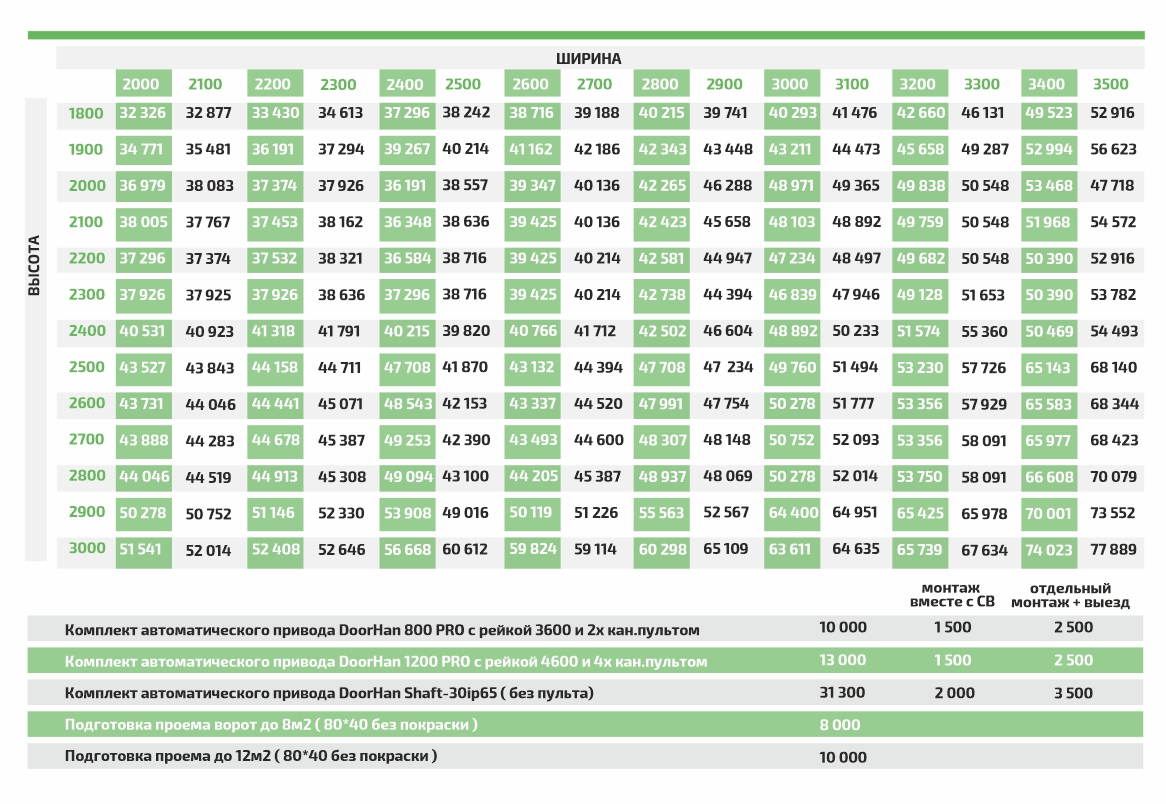 ШИРИНА
2000 2100 2200 2300 2400 2500 2600 2700 2800 2900 3000 3100 3200 3300 3400 3500
ВЫСОТА
1800 32 326 32 877 33 430 34 613 37 296 38 242 38 716 39 188 40 215 39 741 40 293 41 476 42 660 46 131 49 523 52 916
1900 34 771 35 481 36 191 37 294 39 267 40 214 41 162 42 186 42 343 43 448 43 211 44 473 45 658 49 287 52 994 56 623
2000 36 979 38 083 37 374 37 926 36 191 38 557 39 347 40 136 42 265 46 288 48 971 49 365 49 838 50 548 53 468 47 718
2100 38 005 37 767 37 453 38 162 36 348 38 636 39 425 40 136 42 423 45 658 48 103 48 892 49 759 50 548 51 968 54 572
2200 37 296 37 374 37 532 38 321 36 584 38 716 39 425 40 214 42 581 44 947 47 234 48 497 49 682 50 548 50 390 52 916
2300 37 926 37 925 37 926 38 636 37 296 38 716 39 425 40 214 42 738 44 394 46 839 47 946 49 128 51 653 50 390 53 782
2400 40 531 40 923 41 318 41 791 40 215 39 820 40 766 41 712 42 502 46 604 48 892 50 233 51 574 55 360 50 469 54 493
2500 43 527 43 843 44 158 44 711 47 708 41 870 43 132 44 394 47 708 47 234 49 760 51 494 53 230 57 726 65 143 68 140
2600 43 731 44 046 44 441 45 071 48 543 42 153 43 337 44 520 47 991 47 754 50 278 51 777 53 356 57 929 65 583 68 344
2700 43 888 44 283 44 678 45 387 49 253 42 390 43 493 44 600 48 307 48 148 50 752 52 093 53 356 58 091 65 977 68 423
2800 44 046 44 519 44 913 45 308 49 094 43 100 44 205 45 387 48 937 48 069 50 278 52 014 53 750 58 091 66 608 70 079
2900 50 278 50 752 51 146 52 330 53 908 49 016 50 119 51 226 55 563 52 567 64 400 64 951 65 425 65 978 70 001 73 552
3000 51 541 52 014 52 408 52 646 56 668 60 612 59 824 59 114 60 298 65 109 63 611 64 635 65 739 67 634 74 023 77 889
монтаж отдельный
вместе с СВ монтаж + выезд
Комплект автоматического привода DoorHan 800 PRO с рейкой 3600 и 2х кан.пультом 10 000 1 500 2 500
Комплект автоматического привода DoorHan 1200 PRO с рейкой 4600 и 4х кан.пультом 13 000 1 500 2 500
Комплект автоматического привода DoorHan Shaft-30ip65 ( без пульта) 31 300 2 000 3 500
Подготовка проема ворот до 8м2 ( 80*40 без покраски ) 8 000
Подготовка проема до 12м2 ( 80*40 без покраски ) 10 000